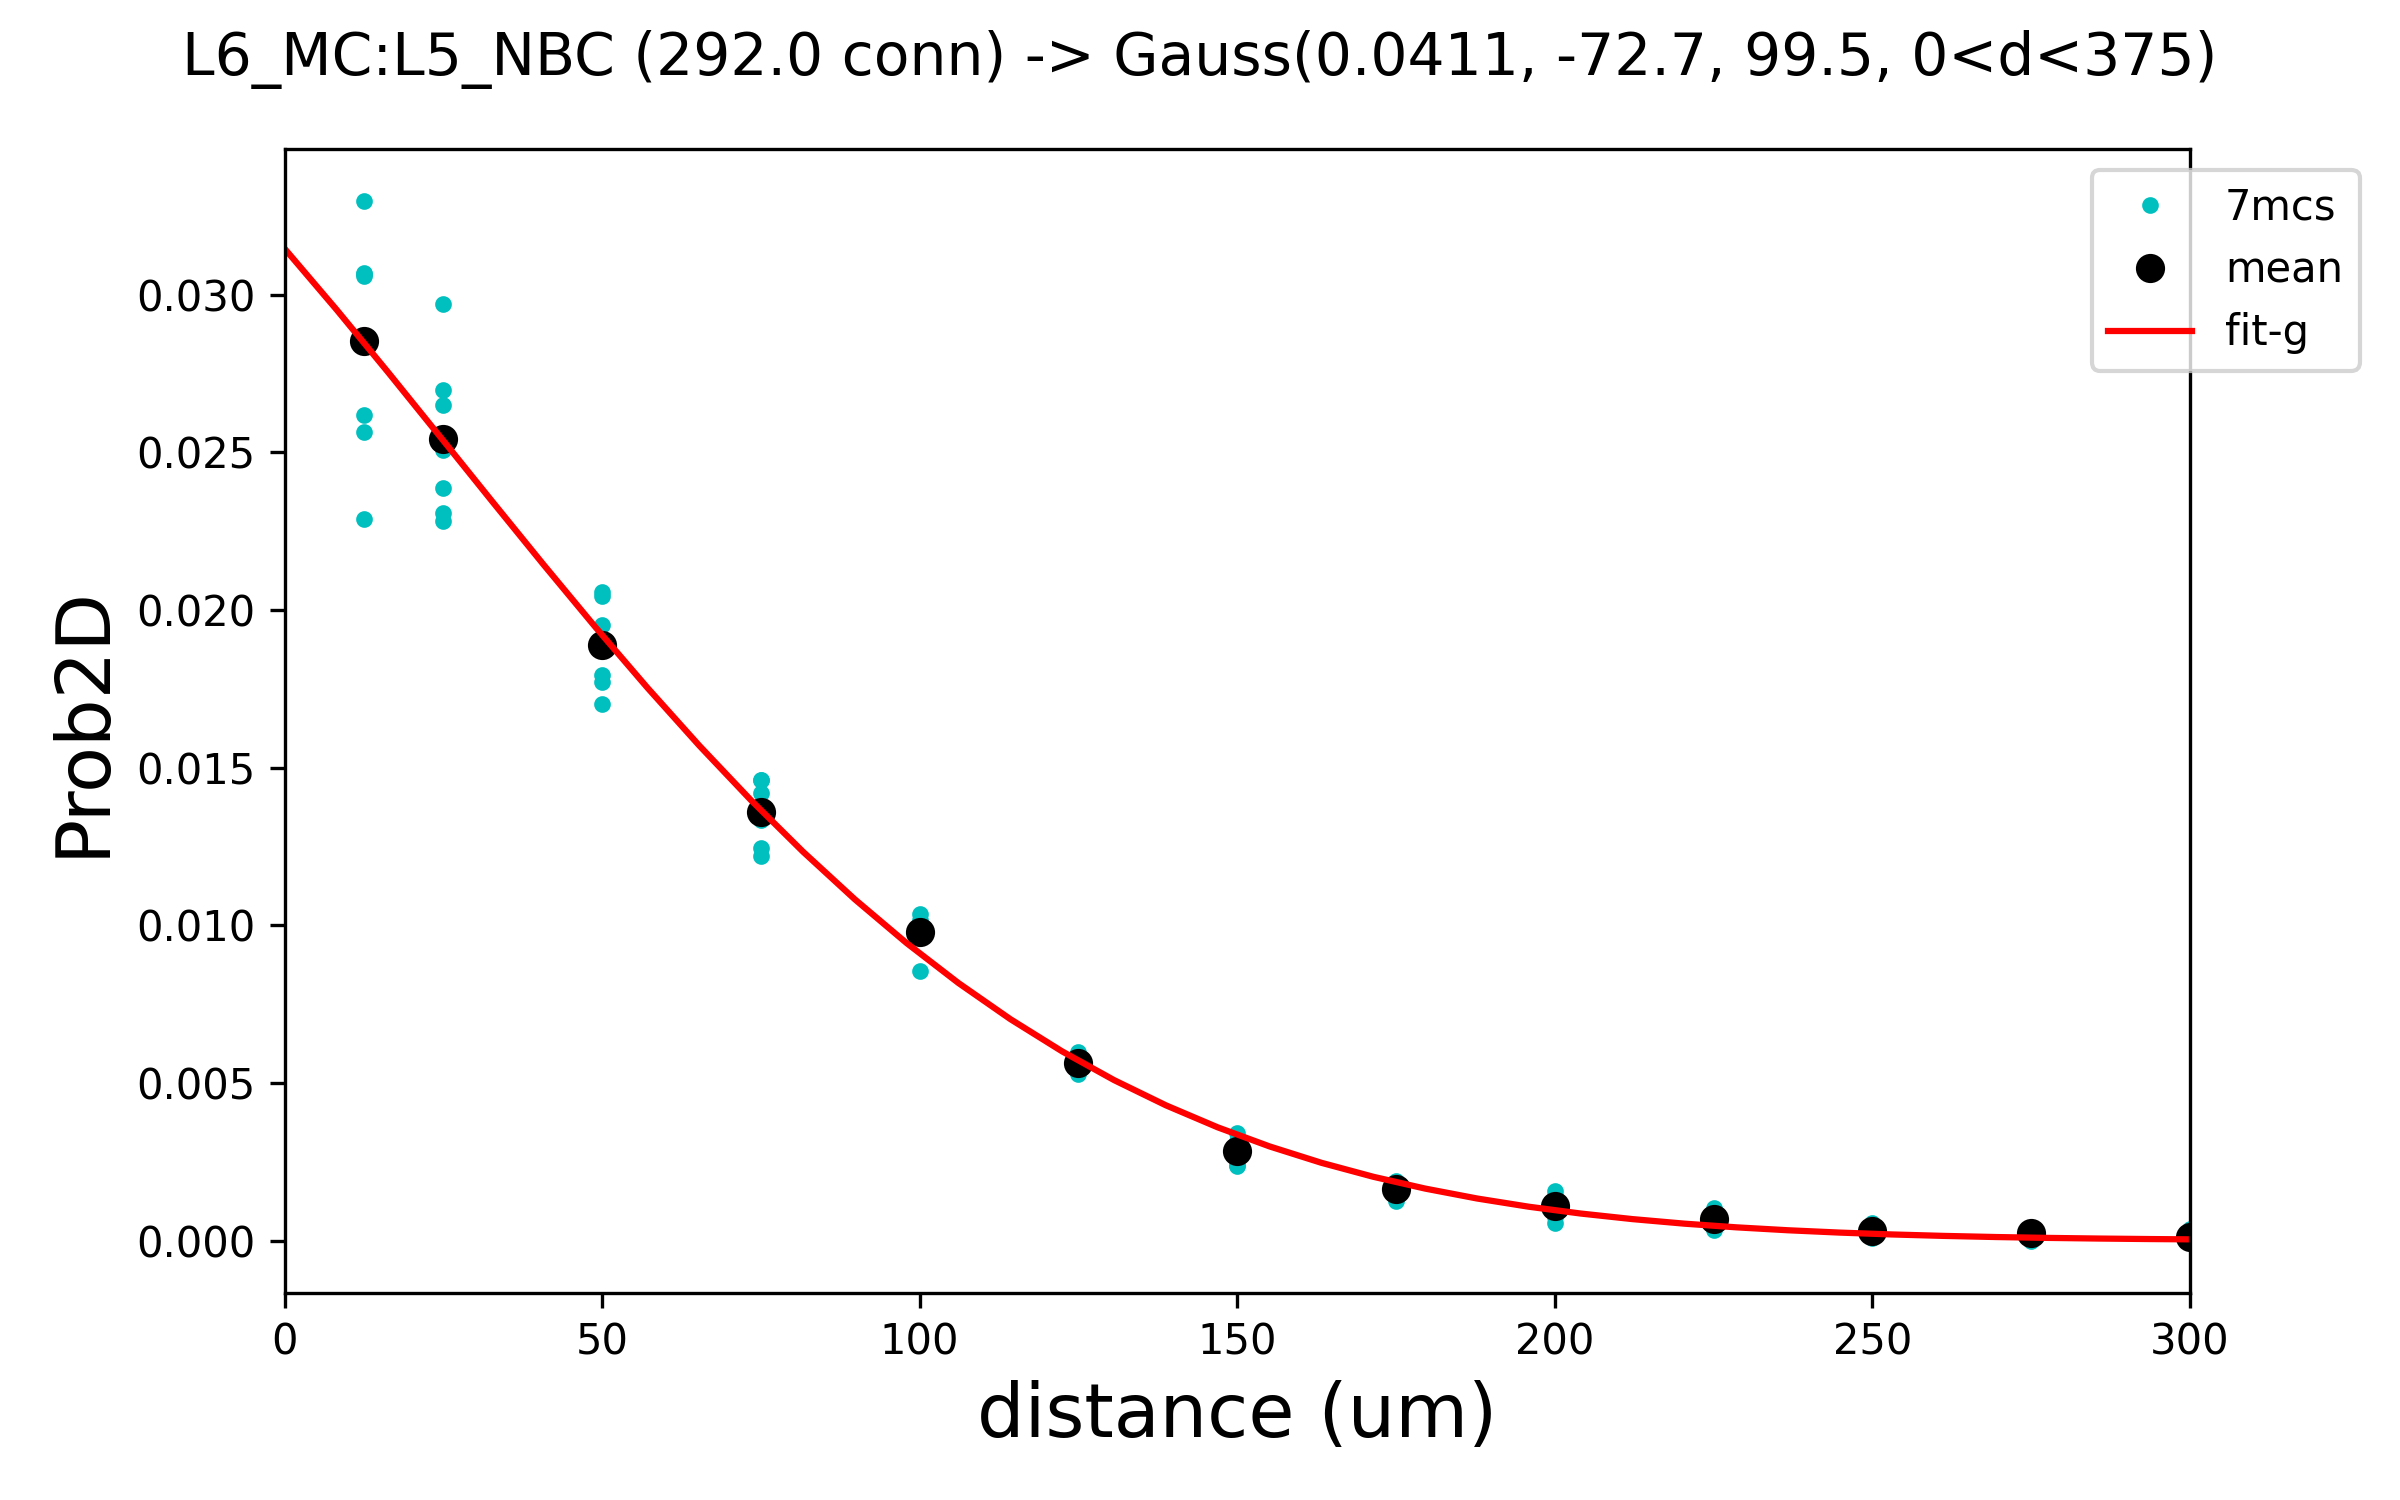 L6_MC:L5_NBC (292.0 conn) -> Gauss(0.0411, -72.7, 99.5, 0<d<375)
7mcs
mean
fit-g
0.030
0.025
0.020
0.015
0.010
0.005
0.000
Prob2D
0 50 100 150 200 250 300
distance (um)